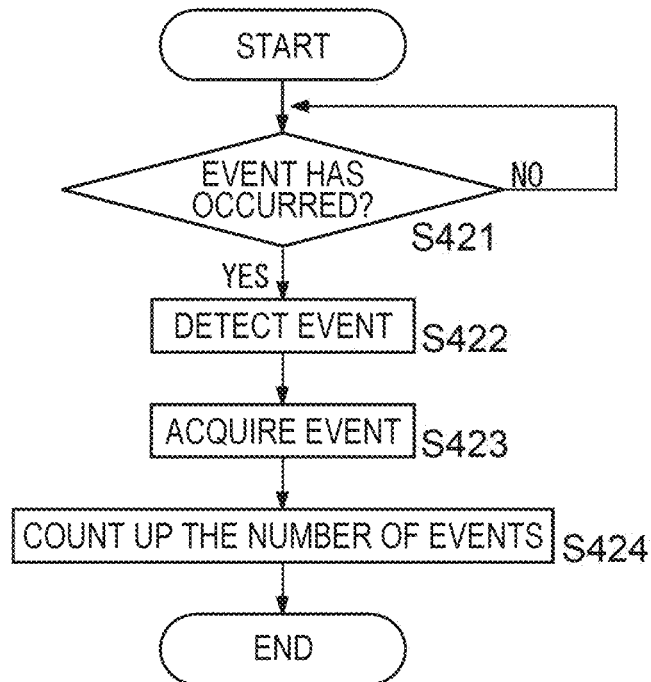 START
EVENT HAS
OCCURRED?
NO
S421
YES
DETECT EVENT
S422
ACQUIRE EVENT
S423
COUNT UP THE NUMBER OF EVENTS
S424
END